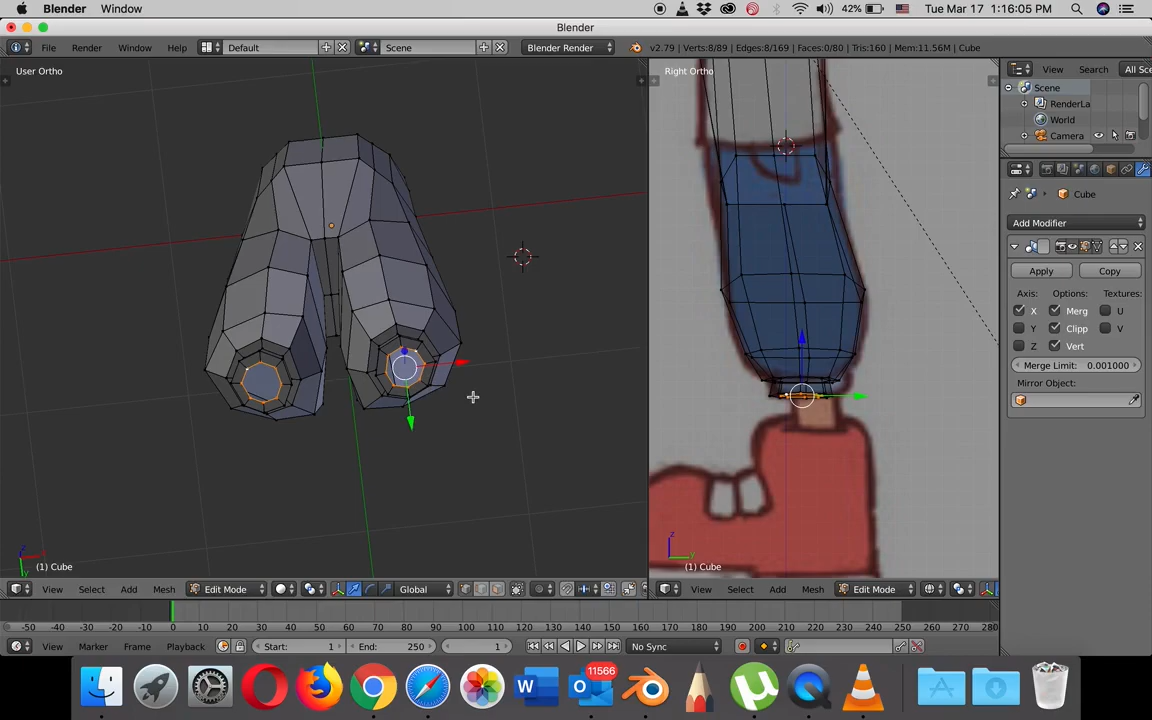 Blender Window 42% Tue Mar 17 1:16:05 PM
Blender
File Render Window Help Default Scene Blender Render v2.79 | Verts:8/89 | Edges:8/169 | Faces:0/80 | Tris:160 | Mem:11.56M | Cube
User Ortho
Right Ortho
View Search All Sce
Scene
RenderLa
World
Camera
Cube
Add Modifier
Apply Copy
Axis: Options: Textures:
X Merg U
Y Clipp V
Z Vert
Merge Limit: 0.001000
Mirror Object:
(1) Cube
(1) Cube
View Select Add Mesh Edit Mode Global
View Select Add Mesh Edit Mode
-50 -40 -30 -20 -10 0 10 20 30 40 50 60 70 80 90 100 110 120 130 140 150 160 170 180 190 200 210 220 230 240 250 260 270 280
View Marker Frame Playback Start: 1 End: 250 1 No Sync
11566
W